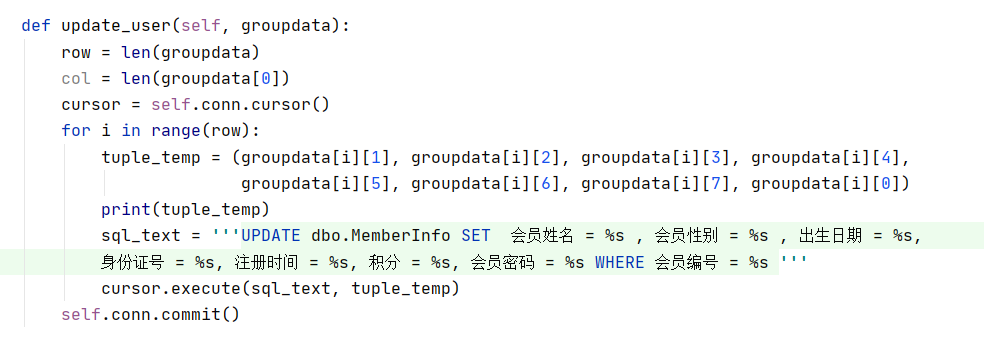 def update_user(self, groupdata):
    row = len(groupdata)
    col = len(groupdata[0])
    cursor = self.conn.cursor()
    for i in range(row):
        tuple_temp = (groupdata[i][1], groupdata[i][2], groupdata[i][3], groupdata[i][4],
                      groupdata[i][5], groupdata[i][6], groupdata[i][7], groupdata[i][0])
        print(tuple_temp)
        sql_text = '''UPDATE dbo.MemberInfo SET  会员姓名 = %s , 会员性别 = %s , 出生日期 = %s,
        身份证号 = %s, 注册时间 = %s, 积分 = %s, 会员密码 = %s WHERE 会员编号 = %s '''
        cursor.execute(sql_text, tuple_temp)
    self.conn.commit()